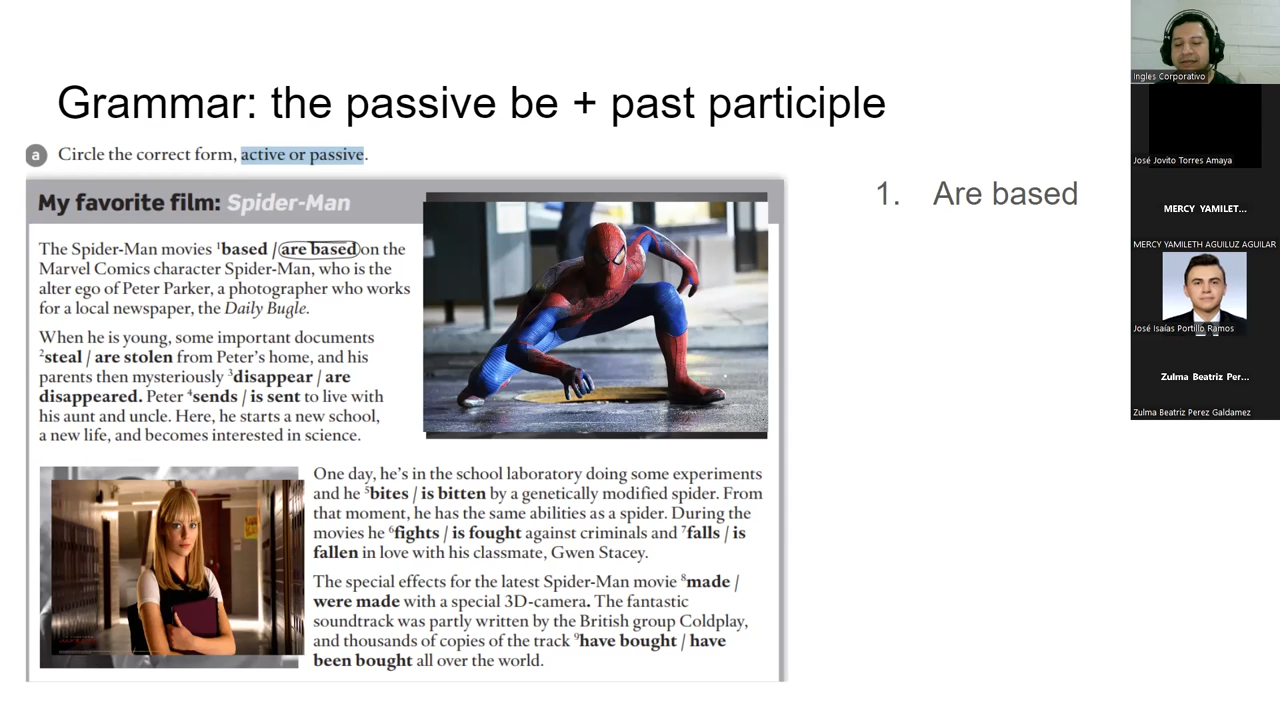 Grammar: the passive be + past participle
a Circle the correct form, active or passive.
My favorite film: Spider-Man
The Spider-Man movies ¹based / are based on the
Marvel Comics character Spider-Man, who is the
alter ego of Peter Parker, a photographer who works
for a local newspaper, the Daily Bugle.
When he is young, some important documents
²steal / are stolen from Peter's home, and his
parents then mysteriously ³disappear / are
disappeared. Peter ⁴sends / is sent to live with
his aunt and uncle. Here, he starts a new school,
a new life, and becomes interested in science.
One day, he's in the school laboratory doing some experiments
and he ⁵bites / is bitten by a genetically modified spider. From
that moment, he has the same abilities as a spider. During the
movies he ⁶fights / is fought against criminals and ⁷falls / is
fallen in love with his classmate, Gwen Stacey.
The special effects for the latest Spider-Man movie ⁸made /
were made with a special 3D-camera. The fantastic
soundtrack was partly written by the British group Coldplay,
and thousands of copies of the track ⁹have bought / have
been bought all over the world.
1. Are based
Ingles Corporativo
José Jovito Torres Amaya
MERCY YAMILET...
MERCY YAMILETH AGUILUZ AGUILAR
José Isaías Portillo Ramos
Zulma Beatriz Per...
Zulma Beatriz Perez Galdamez